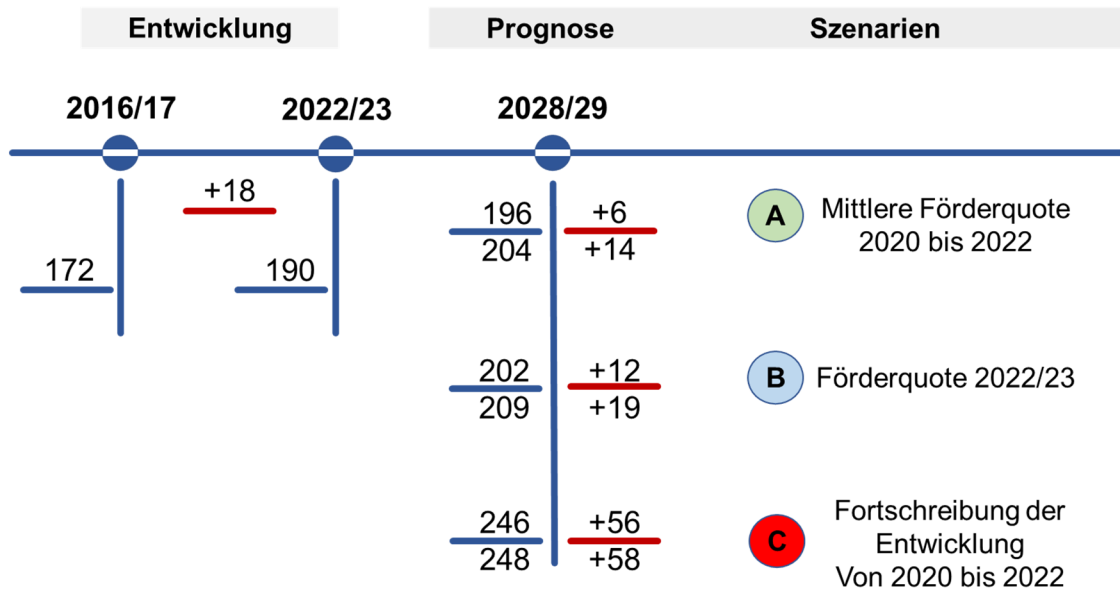 Entwicklung
Prognose
Szenarien
2016/17
2022/23
2028/29
+18
172
190
196
+6
204
+14
A
Mittlere Förderquote
2020 bis 2022
202
+12
209
+19
B
Förderquote 2022/23
246
+56
248
+58
C
Fortschreibung der
Entwicklung
Von 2020 bis 2022